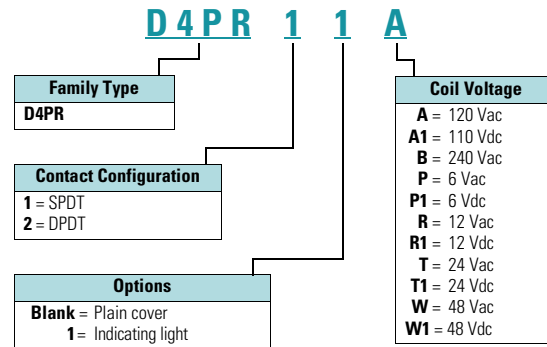 D4PR 1 1 A
Family Type
D4PR
Contact Configuration
1 = SPDT
2 = DPDT
Options
Blank = Plain cover
1 = Indicating light
Coil Voltage
A = 120 Vac
A1 = 110 Vdc
B = 240 Vac
P = 6 Vac
P1 = 6 Vdc
R = 12 Vac
R1 = 12 Vdc
T = 24 Vac
T1 = 24 Vdc
W = 48 Vac
W1 = 48 Vdc